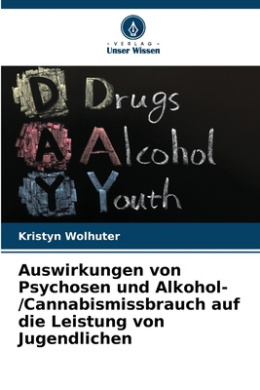 VERLAG
Unser Wissen
D Drugs
A Alcohol
Y Youth
Kristyn Wolhuter
Auswirkungen von
Psychosen und Alkohol-
/Cannabismissbrauch auf
die Leistung von
Jugendlichen